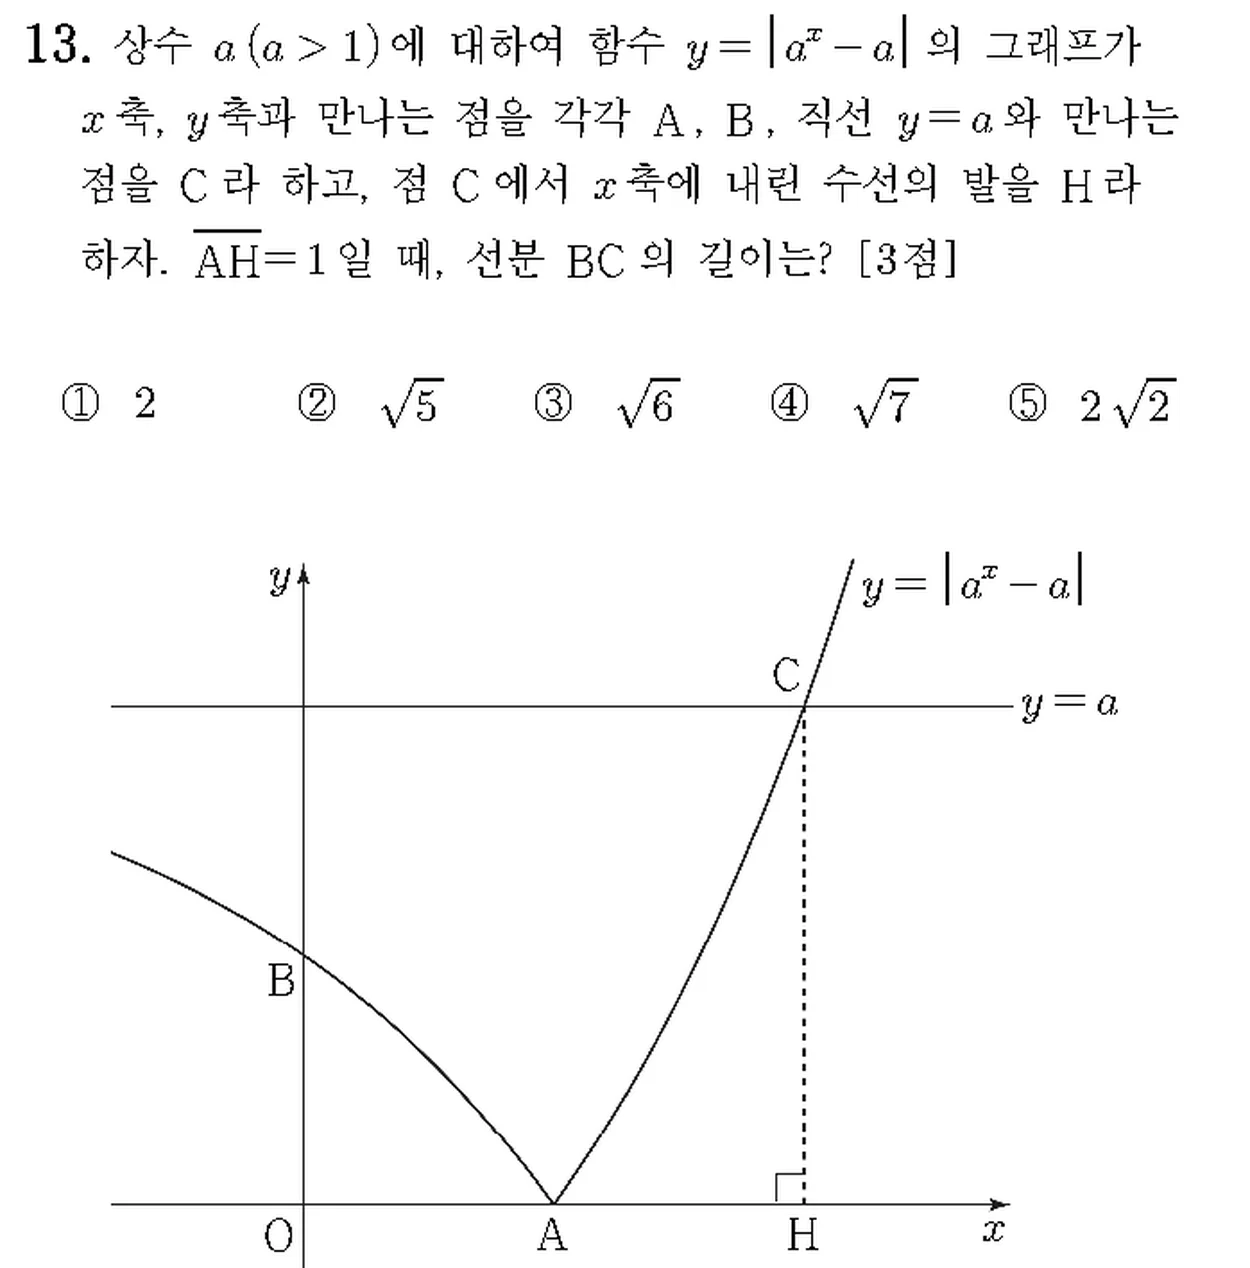 13. 상수 a (a > 1)에 대하여 함수 y = |aˣ − a| 의 그래프가
x축, y축과 만나는 점을 각각 A, B, 직선 y = a와 만나는
점을 C라 하고, 점 C에서 x축에 내린 수선의 발을 H라
하자. A̅H̅ = 1일 때, 선분 BC의 길이는? [3점]
① 2 ② √5 ③ √6 ④ √7 ⑤ 2√2
y
y = |aˣ − a|
C
y = a
B
O A H x